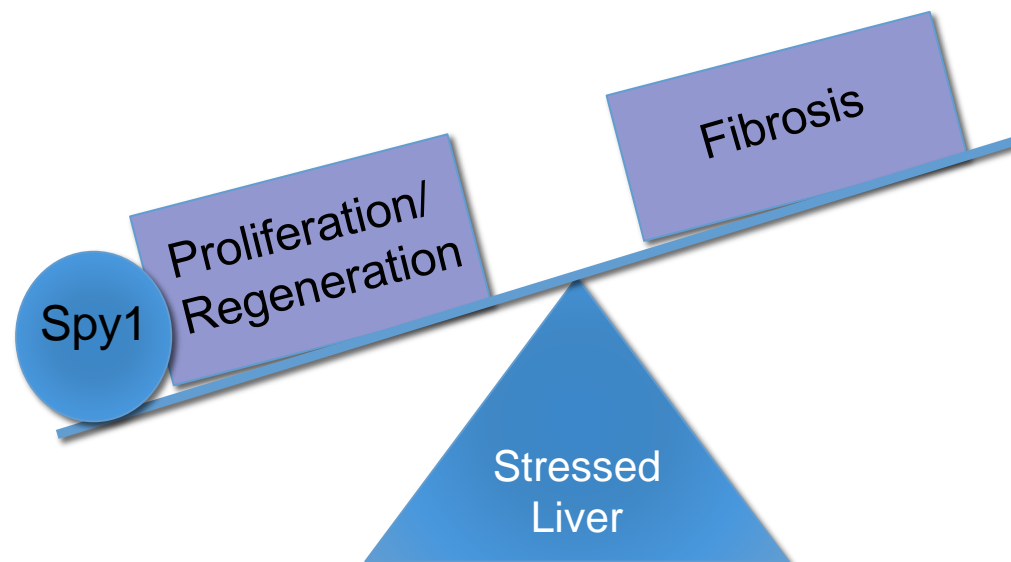 Fibrosis
Proliferation/
Regeneration
Spy1
Stressed
Liver